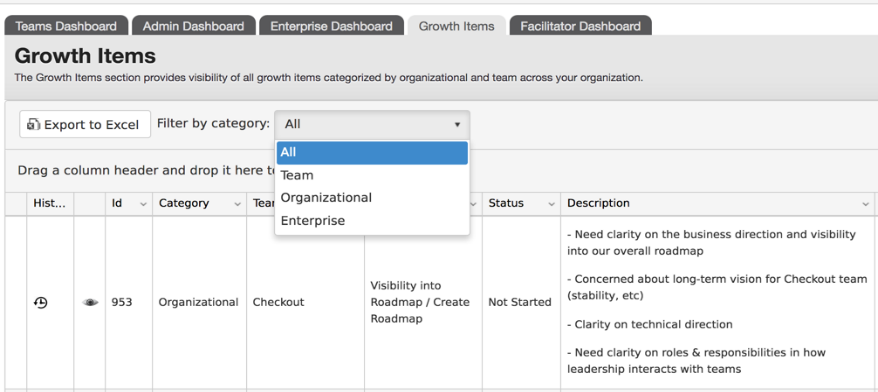 Teams Dashboard
Admin Dashboard
Enterprise Dashboard
Growth Items
Facilitator Dashboard
Growth Items
The Growth Items section provides visibility of all growth items categorized by organizational and team across your organization.
Export to Excel
Filter by category:
All
All
Team
Organizational
Enterprise
Drag a column header and drop it here
Hist...
Id
Category
Status
Description
953
Organizational
Checkout
Visibility into
Roadmap / Create
Roadmap
Not Started
- Need clarity on the business direction and visibility
into our overall roadmap
- Concerned about long-term vision for Checkout team
(stability, etc)
- Clarity on technical direction
- Need clarity on roles & responsibilities in how
leadership interacts with teams